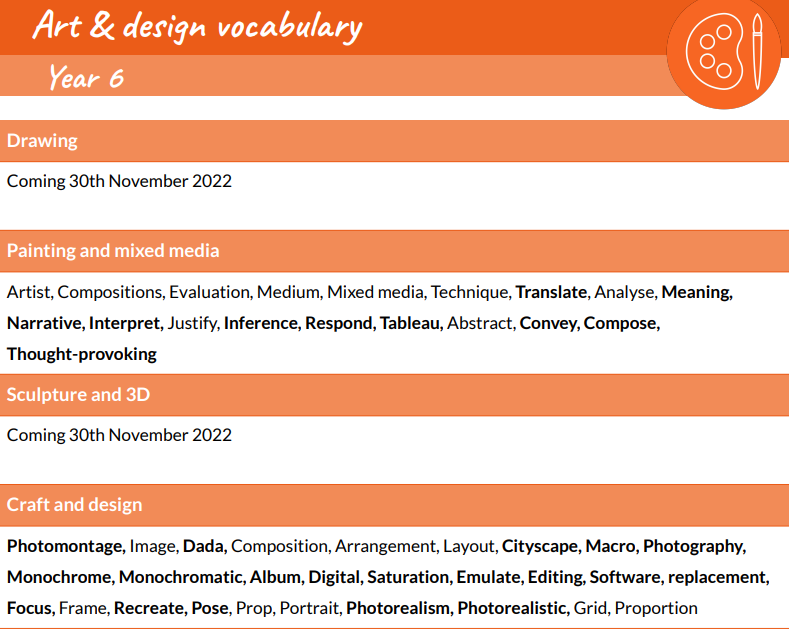 Art & design vocabulary
Year 6
Drawing
Coming 30th November 2022
Painting and mixed media
Artist, Compositions, Evaluation, Medium, Mixed media, Technique, Translate, Analyse, Meaning,
Narrative, Interpret, Justify, Inference, Respond, Tableau, Abstract, Convey, Compose,
Thought-provoking
Sculpture and 3D
Coming 30th November 2022
Craft and design
Photomontage, Image, Dada, Composition, Arrangement, Layout, Cityscape, Macro, Photography,
Monochrome, Monochromatic, Album, Digital, Saturation, Emulate, Editing, Software, replacement,
Focus, Frame, Recreate, Pose, Prop, Portrait, Photorealism, Photorealistic, Grid, Proportion